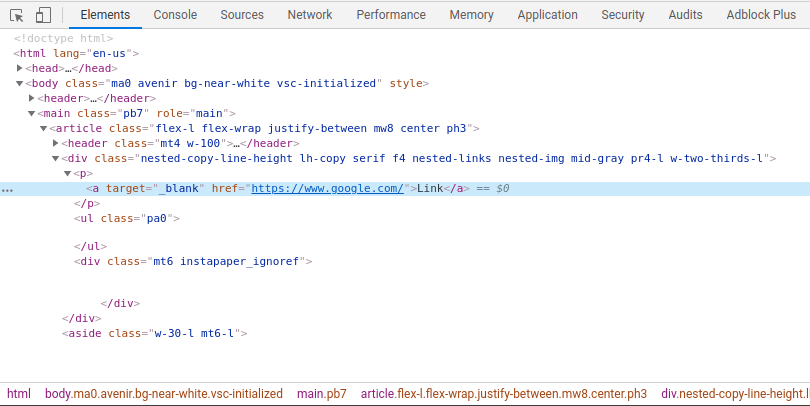 Elements Console Sources Network Performance Memory Application Security Audits Adblock Plus
<!doctype html>
<html lang="en-us">
<head>…</head>
<body class="ma0 avenir bg-near-white vsc-initialized" style>
<header>…</header>
<main class="pb7" role="main">
<article class="flex-l flex-wrap justify-between mw8 center ph3">
<header class="mt4 w-100">…</header>
<div class="nested-copy-line-height lh-copy serif f4 nested-links nested-img mid-gray pr4-l w-two-thirds-l">
<p>
<a target="_blank" href="https://www.google.com/">Link</a> == $0
</p>
<ul class="pa0">
</ul>
<div class="mt6 instapaper_ignoref">
</div>
</div>
<aside class="w-30-l mt6-l">
html body.ma0.avenir.bg-near-white.vsc-initialized main.pb7 article.flex-l.flex-wrap.justify-between.mw8.center.ph3 div.nested-copy-line-height.l